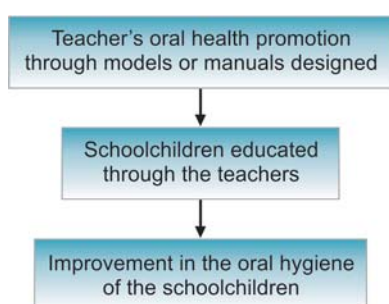 Teacher's oral health promotion
through models or manuals designed
Schoolchildren educated
through the teachers
Improvement in the oral hygiene
of the schoolchildren